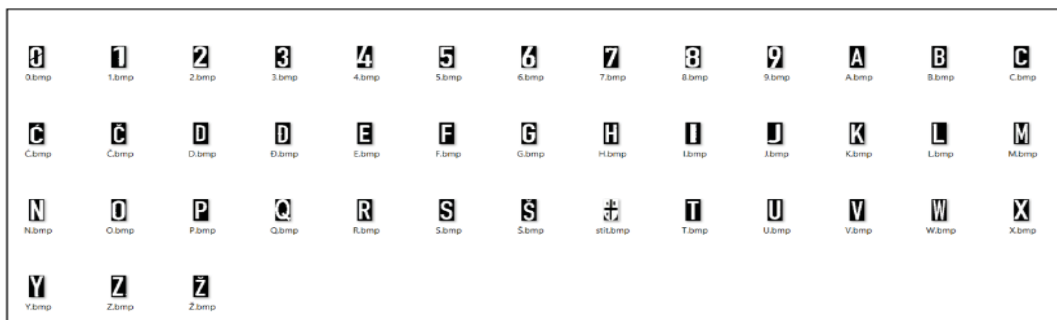 0 1 2 3 4 5 6 7 8 9 A B C
0.bmp 1.bmp 2.bmp 3.bmp 4.bmp 5.bmp 6.bmp 7.bmp 8.bmp 9.bmp A.bmp B.bmp C.bmp
Ć Č D Đ E F G H I J K L M
Ć.bmp Č.bmp D.bmp Đ.bmp E.bmp F.bmp G.bmp H.bmp I.bmp J.bmp K.bmp L.bmp M.bmp
N O P Q R S Š T U V W X
N.bmp O.bmp P.bmp Q.bmp R.bmp S.bmp Š.bmp stit.bmp T.bmp U.bmp V.bmp W.bmp X.bmp
Y Z Ž
Y.bmp Z.bmp Ž.bmp